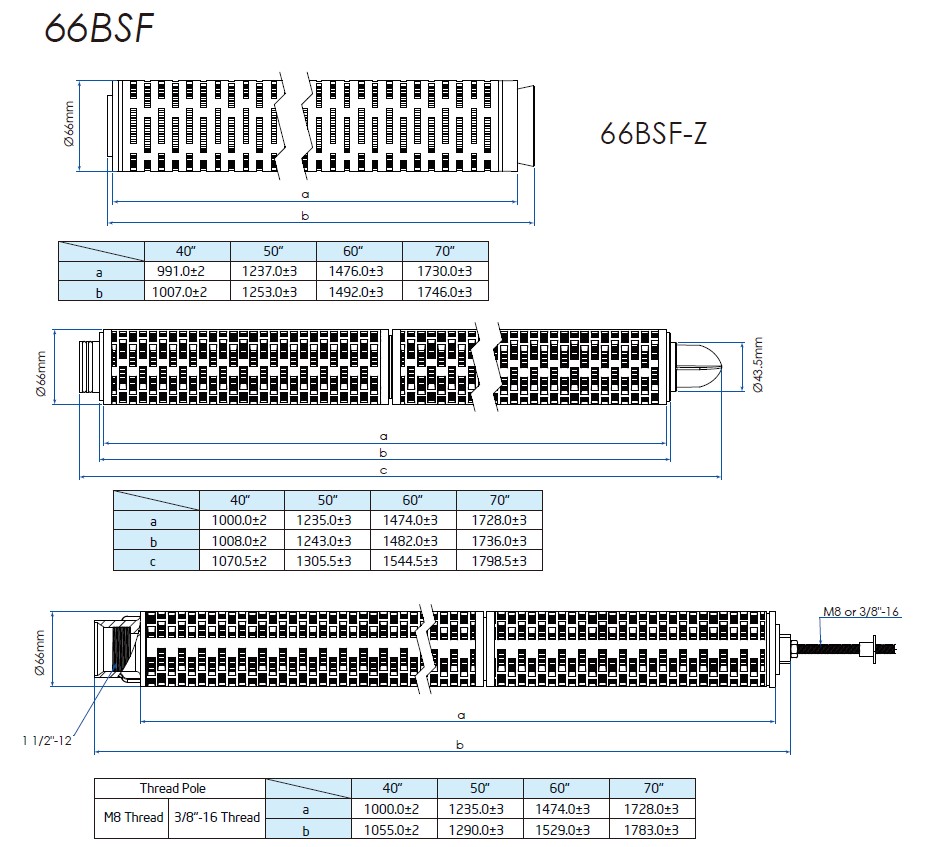 66BSF
Ø66mm
66BSF-Z
a
b
40" 50" 60" 70"
a 991.0±2 1237.0±3 1476.0±3 1730.0±3
b 1007.0±2 1253.0±3 1492.0±3 1746.0±3
Ø66mm
Ø43.5mm
a
b
c
40" 50" 60" 70"
a 1000.0±2 1235.0±3 1474.0±3 1728.0±3
b 1008.0±2 1243.0±3 1482.0±3 1736.0±3
c 1070.5±2 1305.5±3 1544.5±3 1798.5±3
M8 or 3/8"-16
Ø66mm
a
1 1/2"-12
b
Thread Pole 40" 50" 60" 70"
M8 Thread 3/8"-16 Thread a 1000.0±2 1235.0±3 1474.0±3 1728.0±3
b 1055.0±2 1290.0±3 1529.0±3 1783.0±3